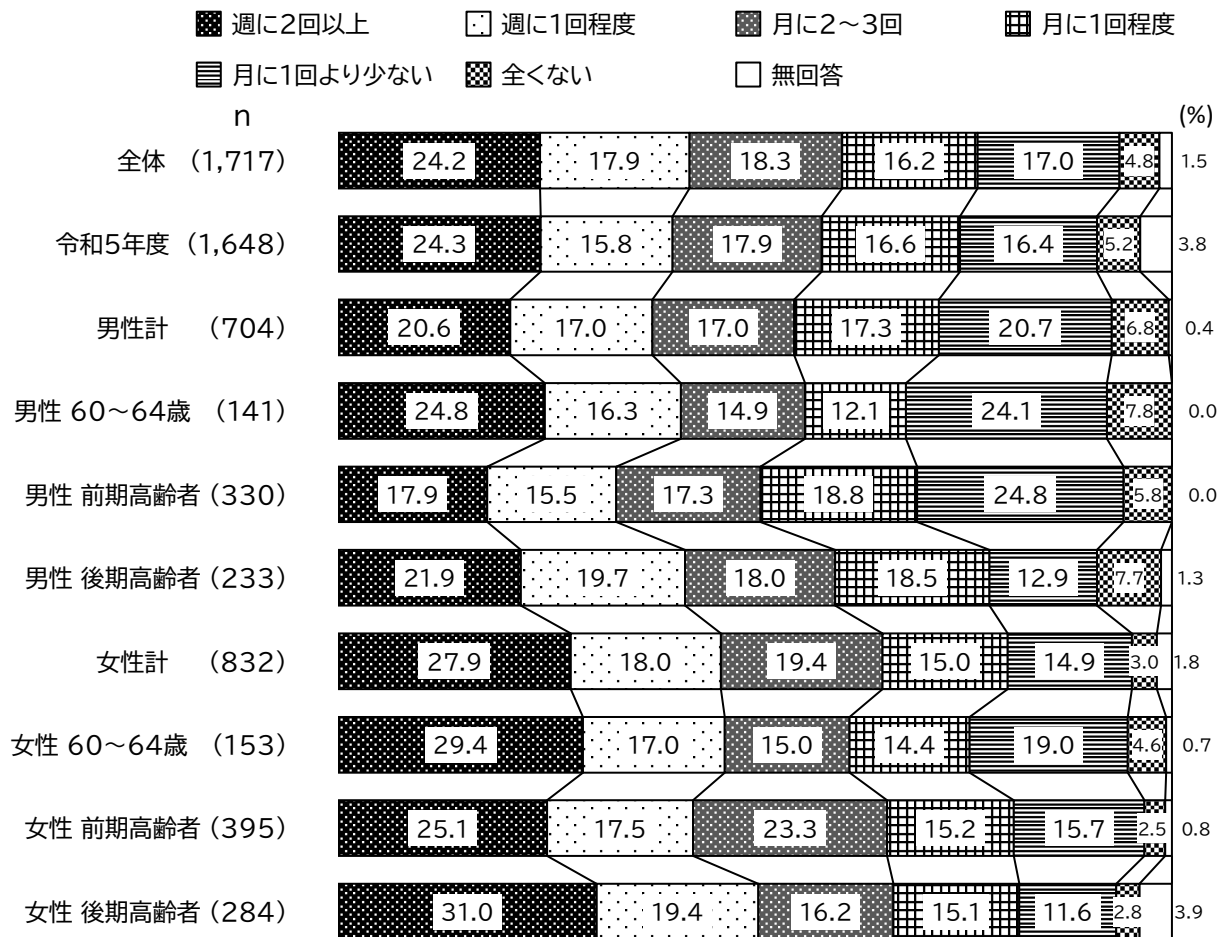 週に2回以上 週に1回程度 月に2～3回 月に1回程度
月に1回より少ない 全くない 無回答
n (%)
全体 (1,717) 24.2 17.9 18.3 16.2 17.0 4.8 1.5
令和5年度 (1,648) 24.3 15.8 17.9 16.6 16.4 5.2 3.8
男性計 (704) 20.6 17.0 17.0 17.3 20.7 6.8 0.4
男性 60～64歳 (141) 24.8 16.3 14.9 12.1 24.1 7.8 0.0
男性 前期高齢者 (330) 17.9 15.5 17.3 18.8 24.8 5.8 0.0
男性 後期高齢者 (233) 21.9 19.7 18.0 18.5 12.9 7.7 1.3
女性計 (832) 27.9 18.0 19.4 15.0 14.9 3.0 1.8
女性 60～64歳 (153) 29.4 17.0 15.0 14.4 19.0 4.6 0.7
女性 前期高齢者 (395) 25.1 17.5 23.3 15.2 15.7 2.5 0.8
女性 後期高齢者 (284) 31.0 19.4 16.2 15.1 11.6 2.8 3.9